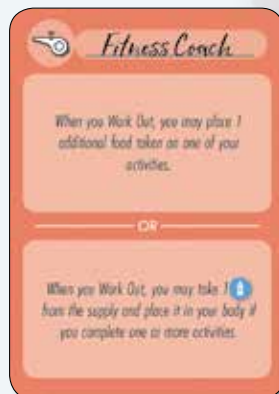 Fitness Coach
When you Work Out, you may place 1
additional food token on one of your
activities.
OR
When you Work Out, you may take 1
from the supply and place it in your body if
you complete one or more activities.